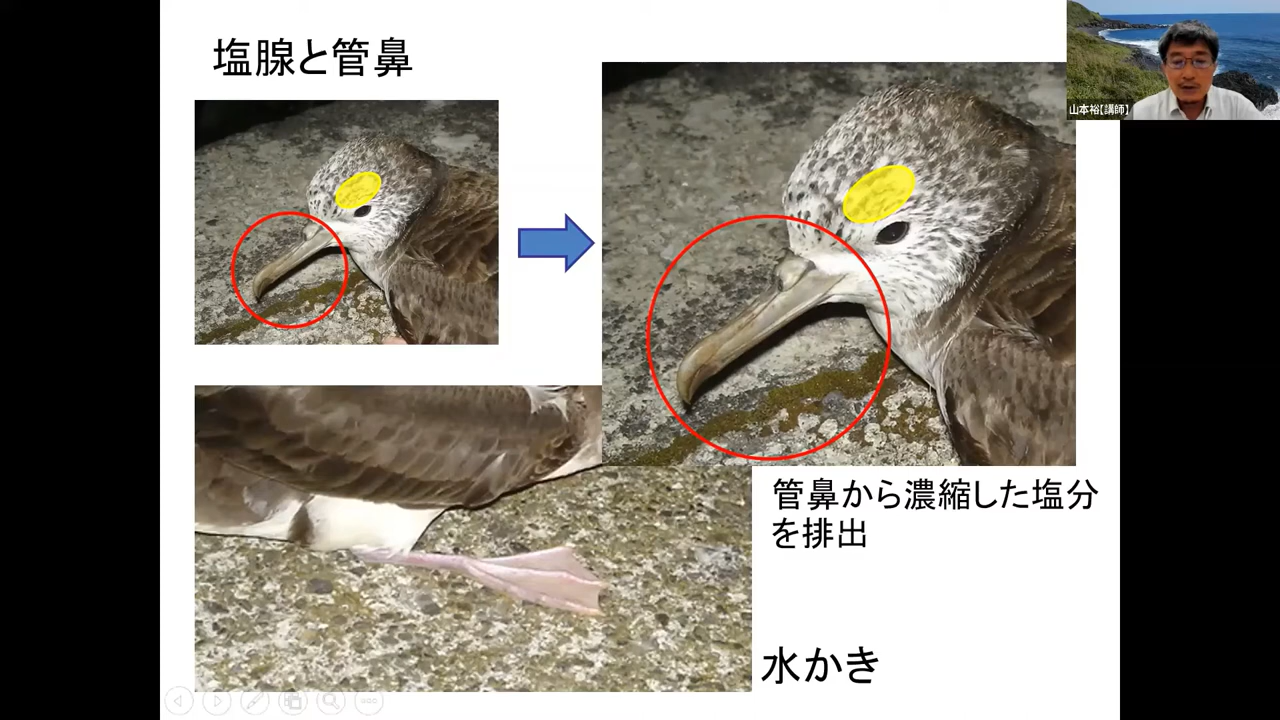 塩腺と管鼻
山本裕【講師】
管鼻から濃縮した塩分
を排出
水かき